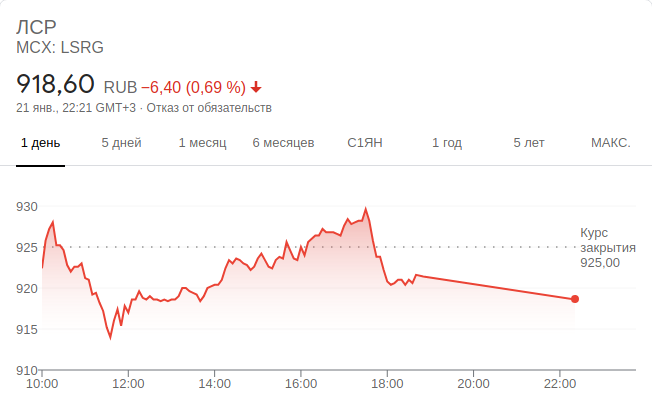 ЛСР
MCX: LSRG
918,60 RUB −6,40 (0,69 %)
21 янв., 22:21 GMT+3 · Отказ от обязательств
1 день 5 дней 1 месяц 6 месяцев С1ЯН 1 год 5 лет МАКС.
930
925
920
915
910
Курс
закрытия
925,00
10:00 12:00 14:00 16:00 18:00 20:00 22:00